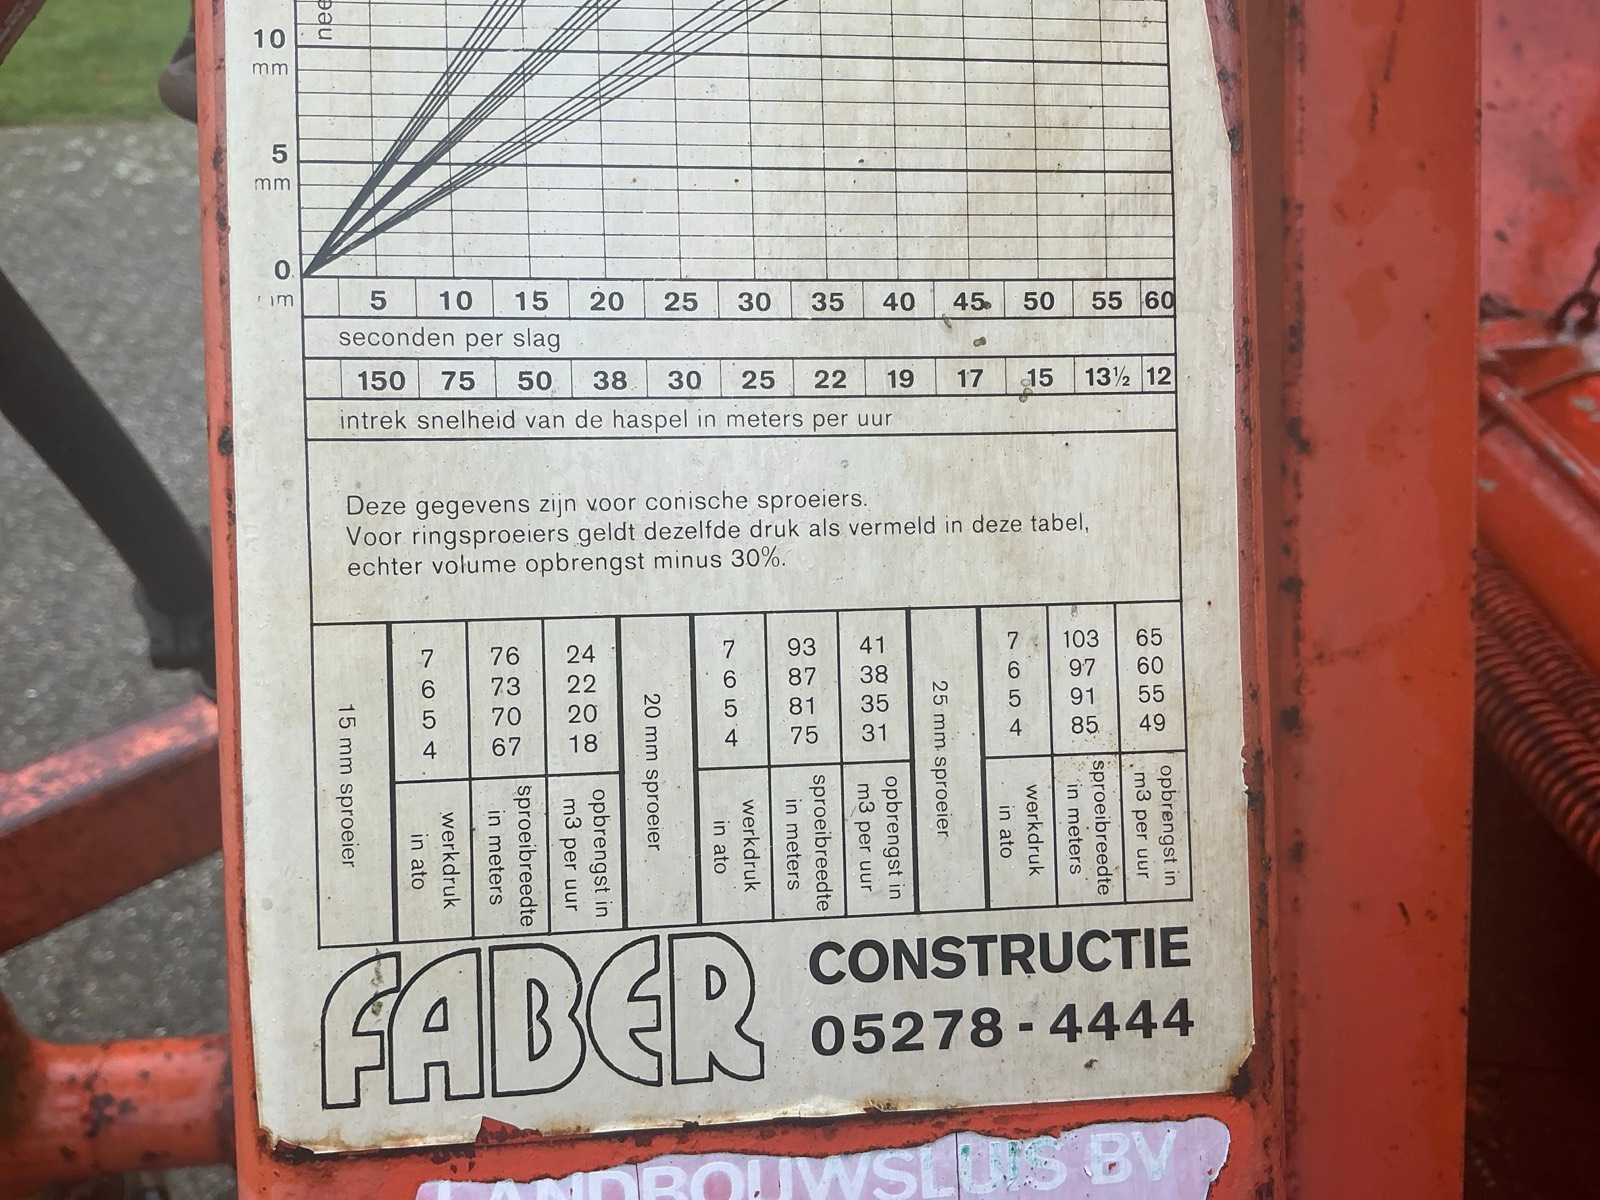 nee
10
mm
5
mm
0
mm
5 10 15 20 25 30 35 40 45 50 55 60
seconden per slag
150 75 50 38 30 25 22 19 17 15 13½ 12
intrek snelheid van de haspel in meters per uur
Deze gegevens zijn voor conische sproeiers.
Voor ringsproeiers geldt dezelfde druk als vermeld in deze tabel,
echter volume opbrengst minus 30%.
15 mm sproeier
7 76 24
6 73 22
5 70 20
4 67 18
werkdruk
in ato
sproeibreedte
in meters
opbrengst in
m3 per uur
20 mm sproeier
7 93 41
6 87 38
5 81 35
4 75 31
werkdruk
in ato
sproeibreedte
in meters
opbrengst in
m3 per uur
25 mm sproeier
7 103 65
6 97 60
5 91 55
4 85 49
werkdruk
in ato
sproeibreedte
in meters
opbrengst in
m3 per uur
FABER
CONSTRUCTIE
05278 - 4444
LANDBOUWSLUIS BV